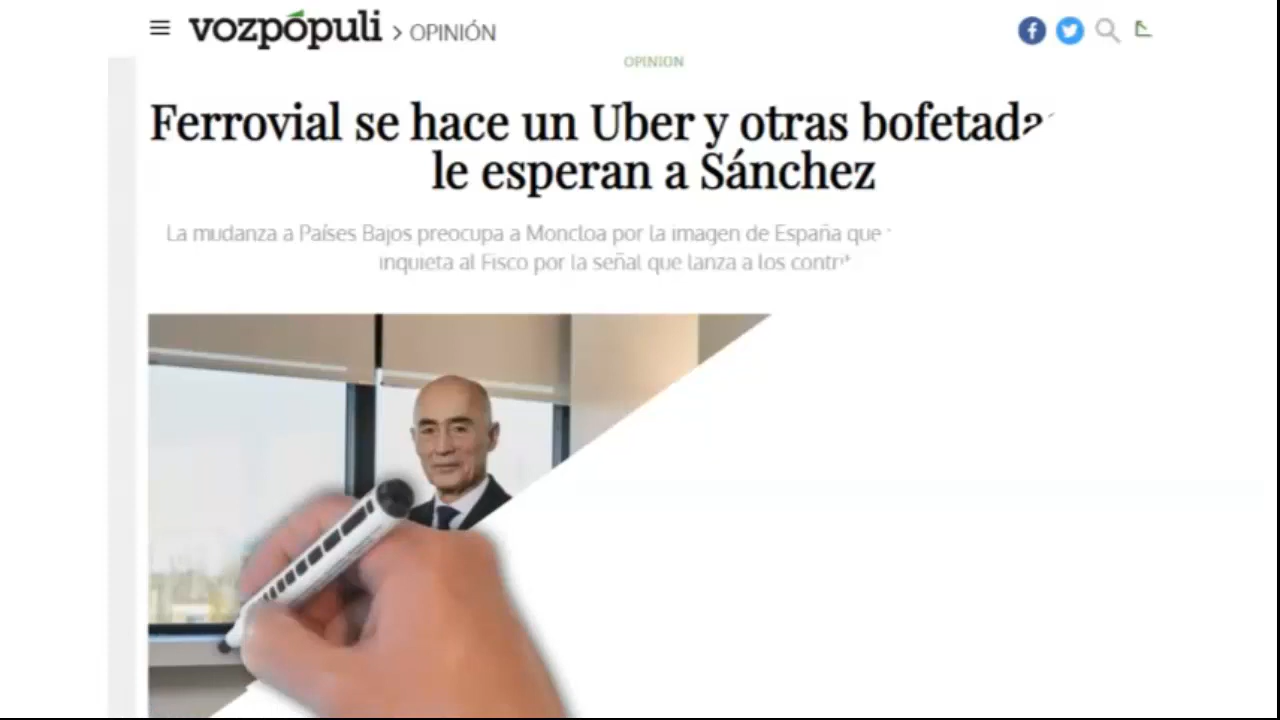 vozpópuli > OPINIÓN
OPINION
Ferrovial se hace un Uber y otras
le esperan a Sánchez
La mudanza a Países Bajos preocupa a Moncloa por la imagen de España que
inquieta al Fisco por la señal que lanza a los